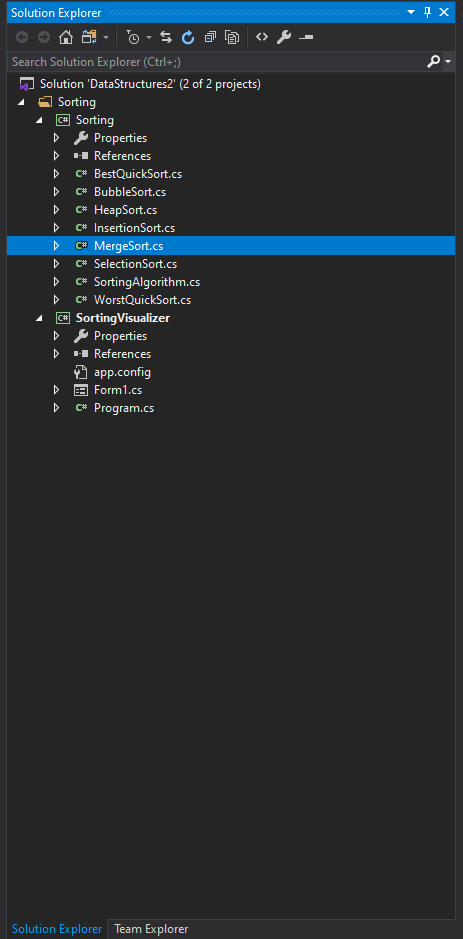 Solution Explorer
Search Solution Explorer (Ctrl+;)
Solution 'DataStructures2' (2 of 2 projects)
Sorting
C# Sorting
Properties
References
C# BestQuickSort.cs
C# BubbleSort.cs
C# HeapSort.cs
C# InsertionSort.cs
C# MergeSort.cs
C# SelectionSort.cs
C# SortingAlgorithm.cs
C# WorstQuickSort.cs
C# SortingVisualizer
Properties
References
app.config
Form1.cs
C# Program.cs
Solution Explorer Team Explorer